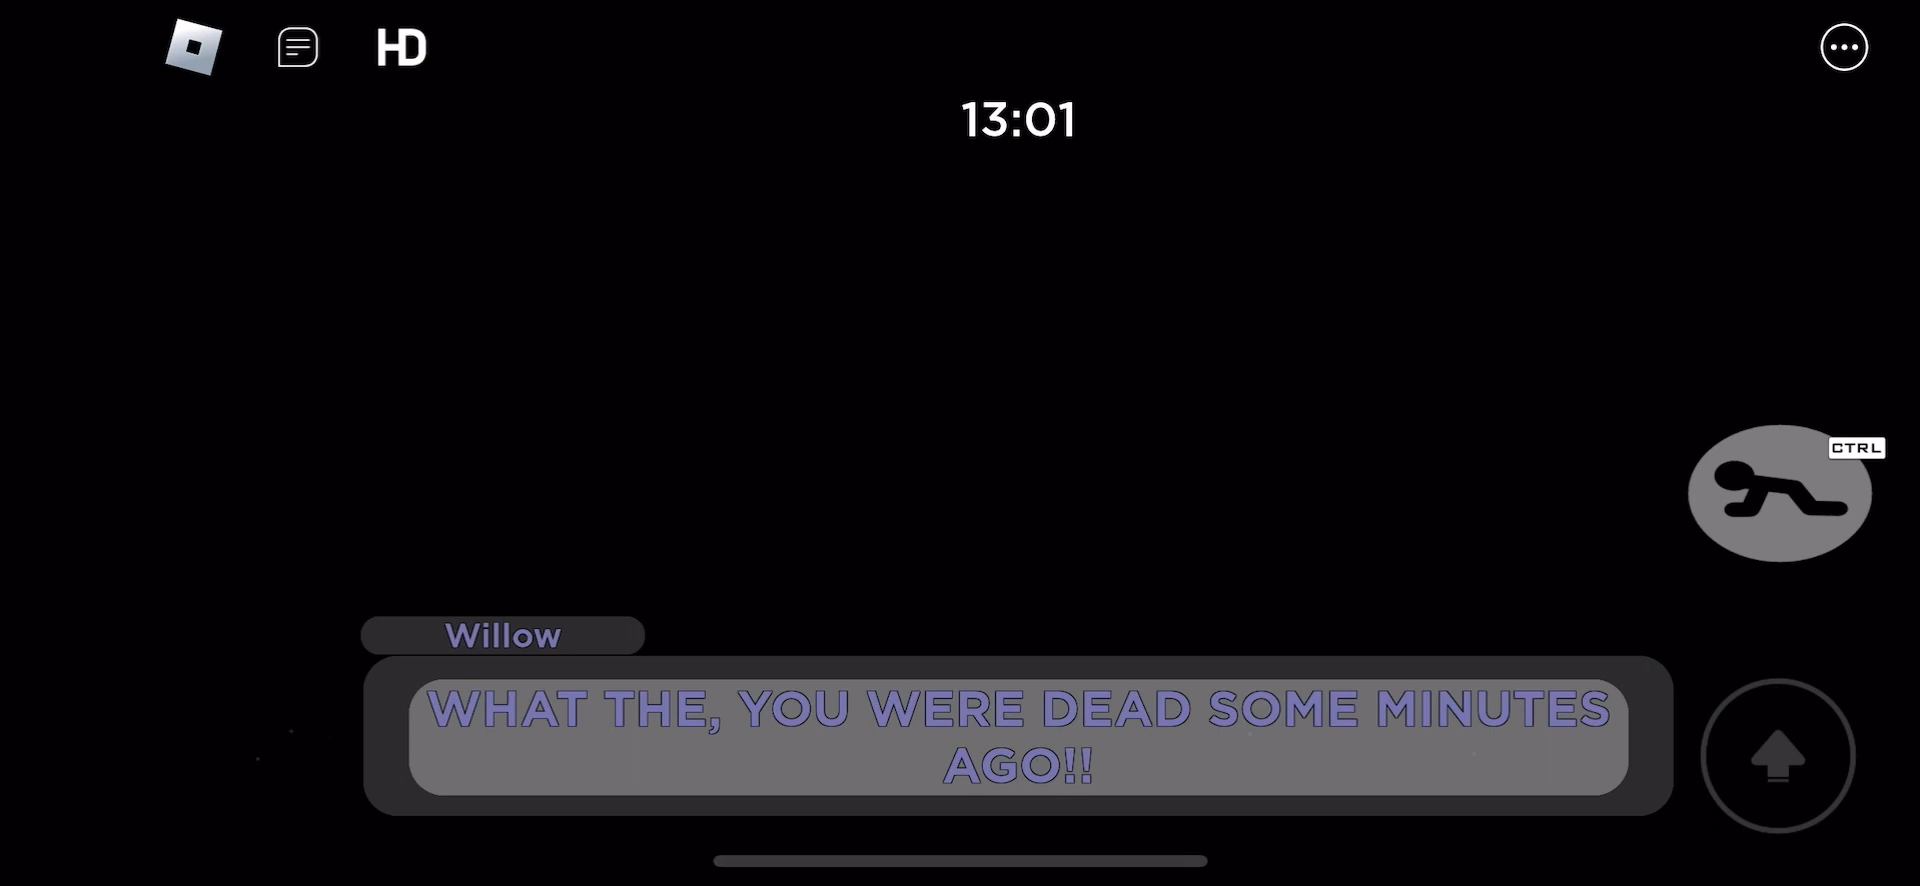 HD
13:01
CTRL
Willow
WHAT THE, YOU WERE DEAD SOME MINUTES
AGO!!